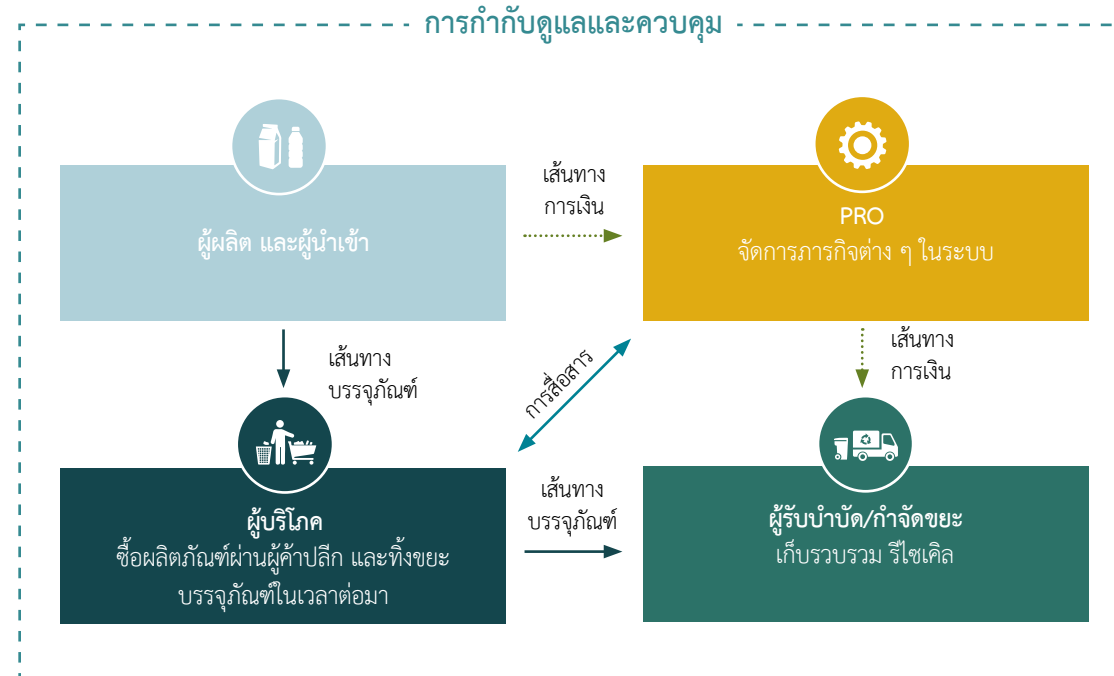 การกำกับดูแลและควบคุม
ผู้ผลิต และผู้นำเข้า
เส้นทาง
การเงิน
PRO
จัดการภารกิจต่าง ๆ ในระบบ
เส้นทาง
บรรจุภัณฑ์
การสื่อสาร
เส้นทาง
การเงิน
ผู้บริโภค
ซื้อผลิตภัณฑ์ผ่านผู้ค้าปลีก และทิ้งขยะ
บรรจุภัณฑ์ในเวลาต่อมา
เส้นทาง
บรรจุภัณฑ์
ผู้รับบำบัด/กำจัดขยะ
เก็บรวบรวม รีไซเคิล